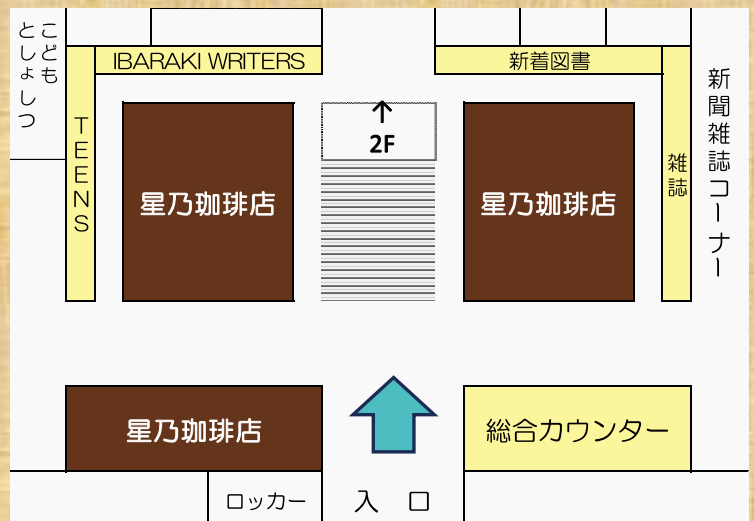 こども
としょしつ
IBARAKI WRITERS
新着図書
新聞雑誌コーナー
TEENS
星乃珈琲店
2F
星乃珈琲店
雑誌
星乃珈琲店
総合カウンター
ロッカー
入口